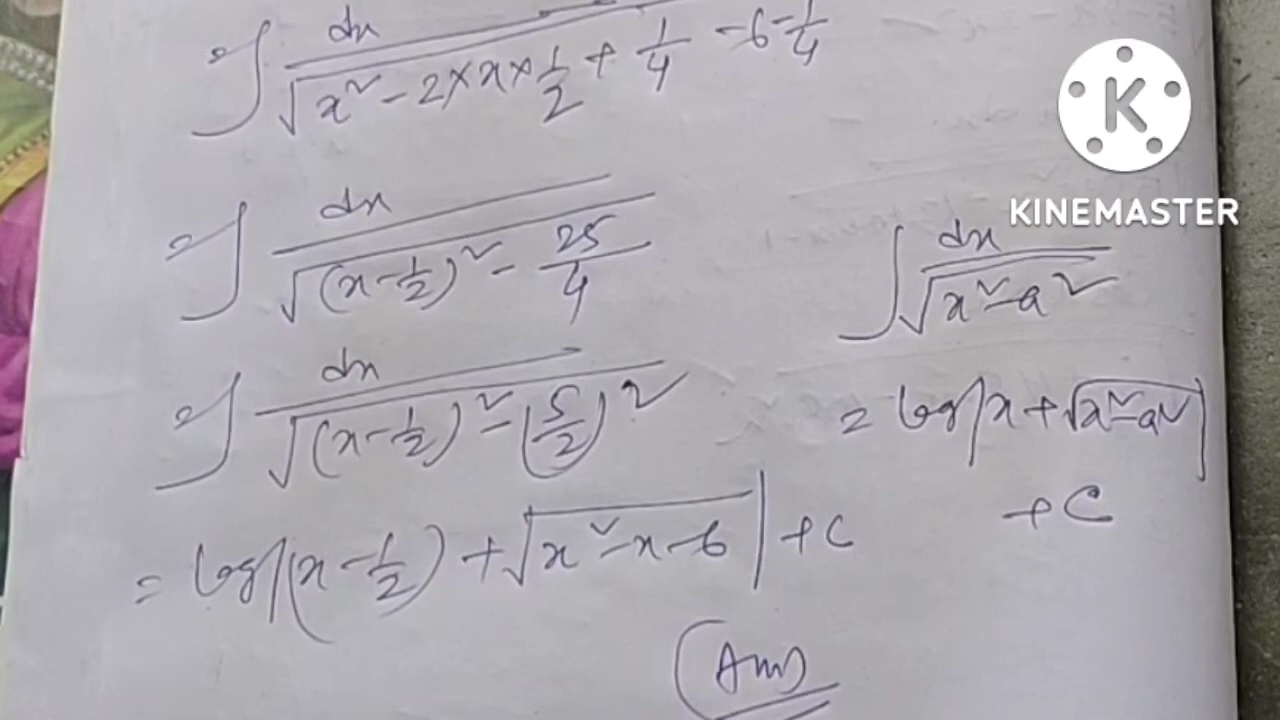 = ∫ dx / √(x² - 2 × x × 1/2 + 1/4 - 6 - 1/4)
= ∫ dx / √((x - 1/2)² - 25/4)
= ∫ dx / √((x - 1/2)² - (5/2)²)
= log|(x - 1/2) + √(x² - x - 6)| + C
(Ans)
K
KINEMASTER
∫ dx / √(x² - a²)
= log|x + √(x² - a²)|
+ C